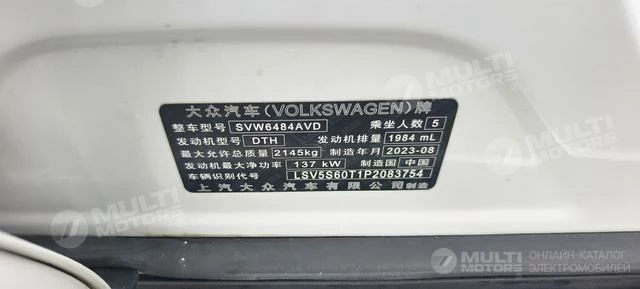 大众汽车(VOLKSWAGEN)牌
整车型号 SVW6484AVD 乘坐人数 5
发动机型号 DTH 发动机排量 1984 mL
最大允许总质量 2145kg 制造年月 2023-08
发动机最大净功率 137 kW 制造国 中国
车辆识别代号 LSV5S60T1P2083754
上汽大众汽车有限公司制造
MULTI MOTORS
MULTI MOTORS
MULTI MOTORS
MULTI MOTORS ОНЛАЙН-КАТАЛОГ ЭЛЕКТРОМОБИЛЕЙ